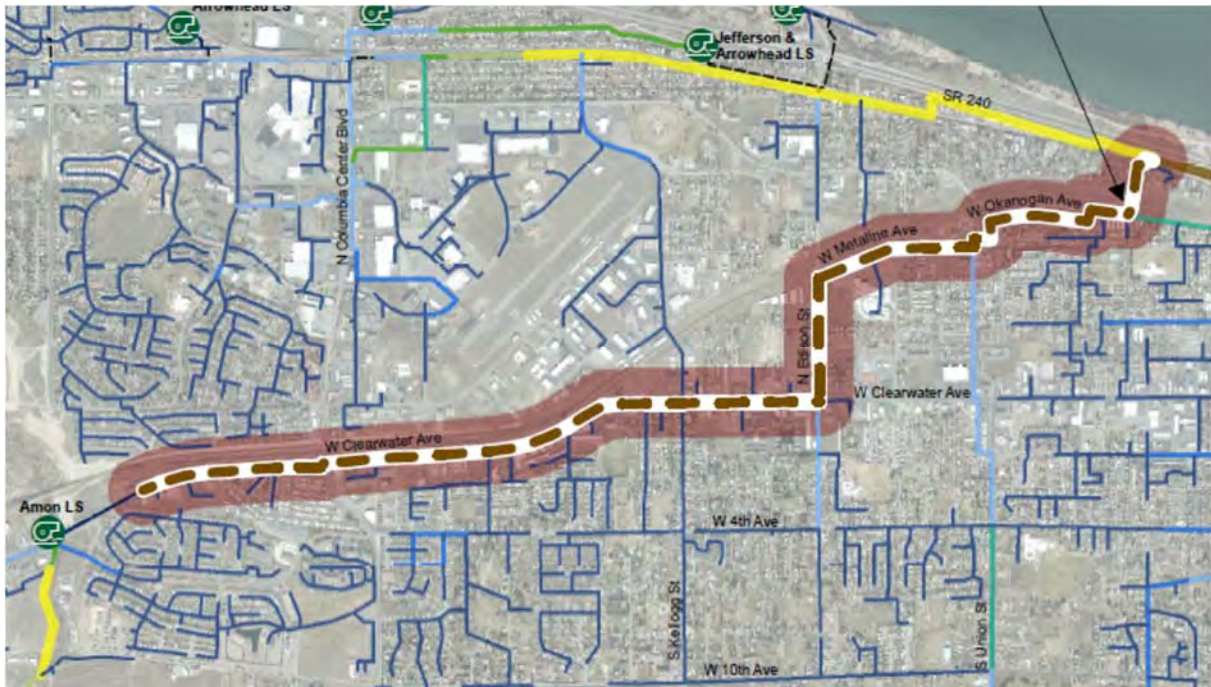 Arrowhead LS
Jefferson &
Arrowhead LS
SR 240
N Columbia Center Blvd
W Okanogan Ave
W Metaline Ave
N Edison St
W Clearwater Ave
W Clearwater Ave
Amon LS
W 4th Ave
S Kellogg St
S Union St
W 10th Ave